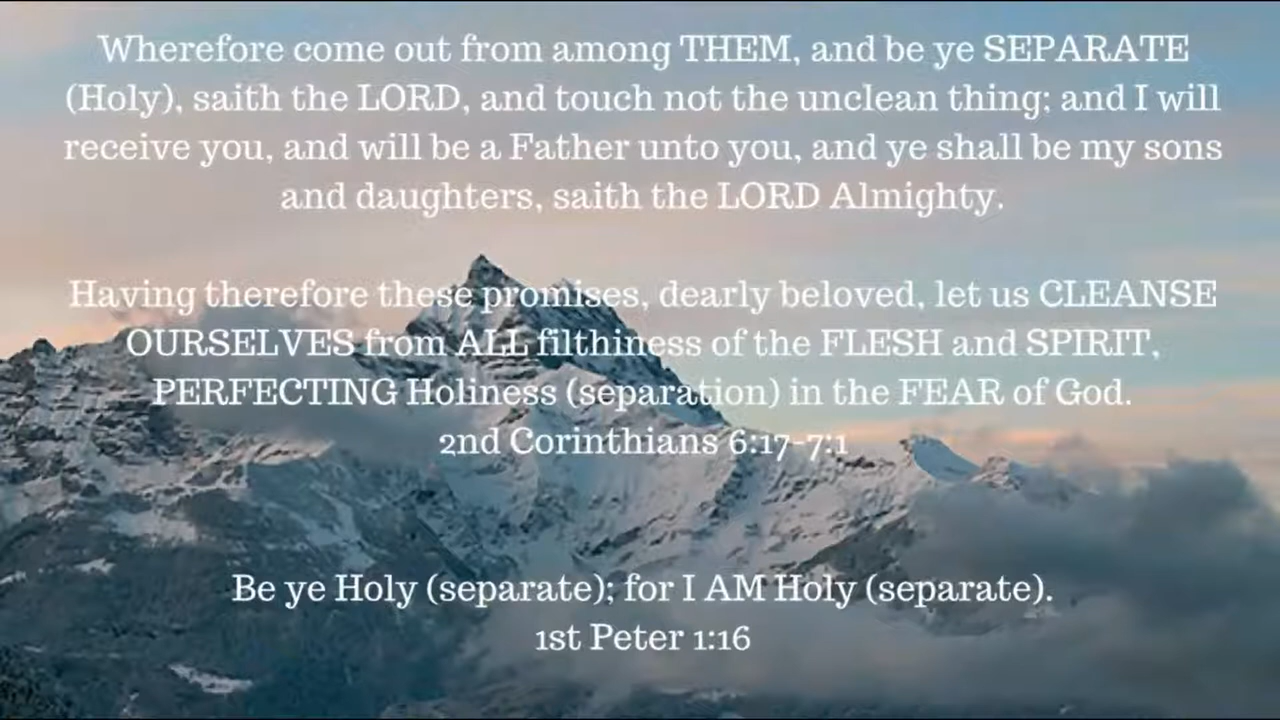 Wherefore come out from among THEM, and be ye SEPARATE
(Holy), saith the LORD, and touch not the unclean thing; and I will
receive you, and will be a Father unto you, and ye shall be my sons
and daughters, saith the LORD Almighty.
Having therefore these promises, dearly beloved, let us CLEANSE
OURSELVES from ALL filthiness of the FLESH and SPIRIT,
PERFECTING Holiness (separation) in the FEAR of God.
2nd Corinthians 6:17-7:1
Be ye Holy (separate); for I AM Holy (separate).
1st Peter 1:16